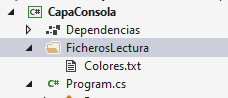 C# CapaConsola
Dependencias
FicherosLectura
Colores.txt
C# Program.cs